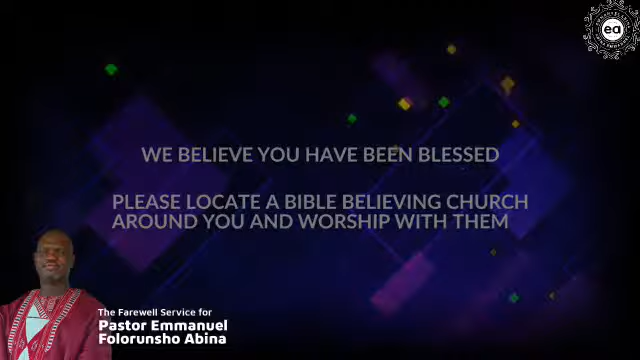 ea
WE BELIEVE YOU HAVE BEEN BLESSED
PLEASE LOCATE A BIBLE BELIEVING CHURCH
AROUND YOU AND WORSHIP WITH THEM
The Farewell Service for
Pastor Emmanuel
Folorunsho Abina